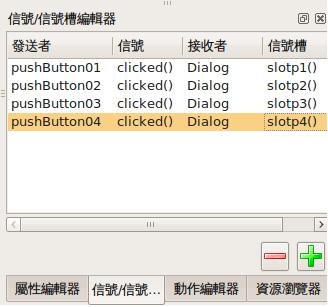 信號/信號槽編輯器
發送者 信號 接收者 信號槽
pushButton01 clicked() Dialog slotp1()
pushButton02 clicked() Dialog slotp2()
pushButton03 clicked() Dialog slotp3()
pushButton04 clicked() Dialog slotp4()
屬性編輯器 信號/信號... 動作編輯器 資源瀏覽器